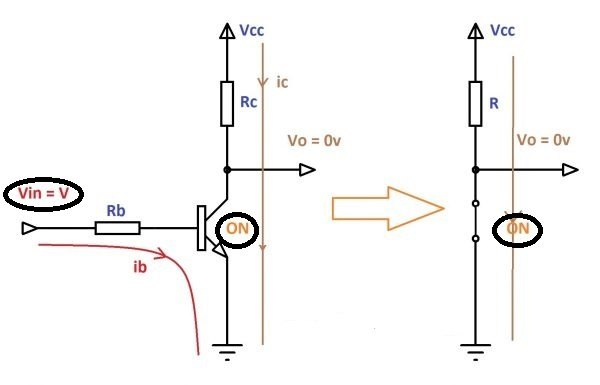 Vcc
ic
Rc
Vo = 0v
Vin = V
Rb
ON
ib
Vcc
R
Vo = 0v
ON